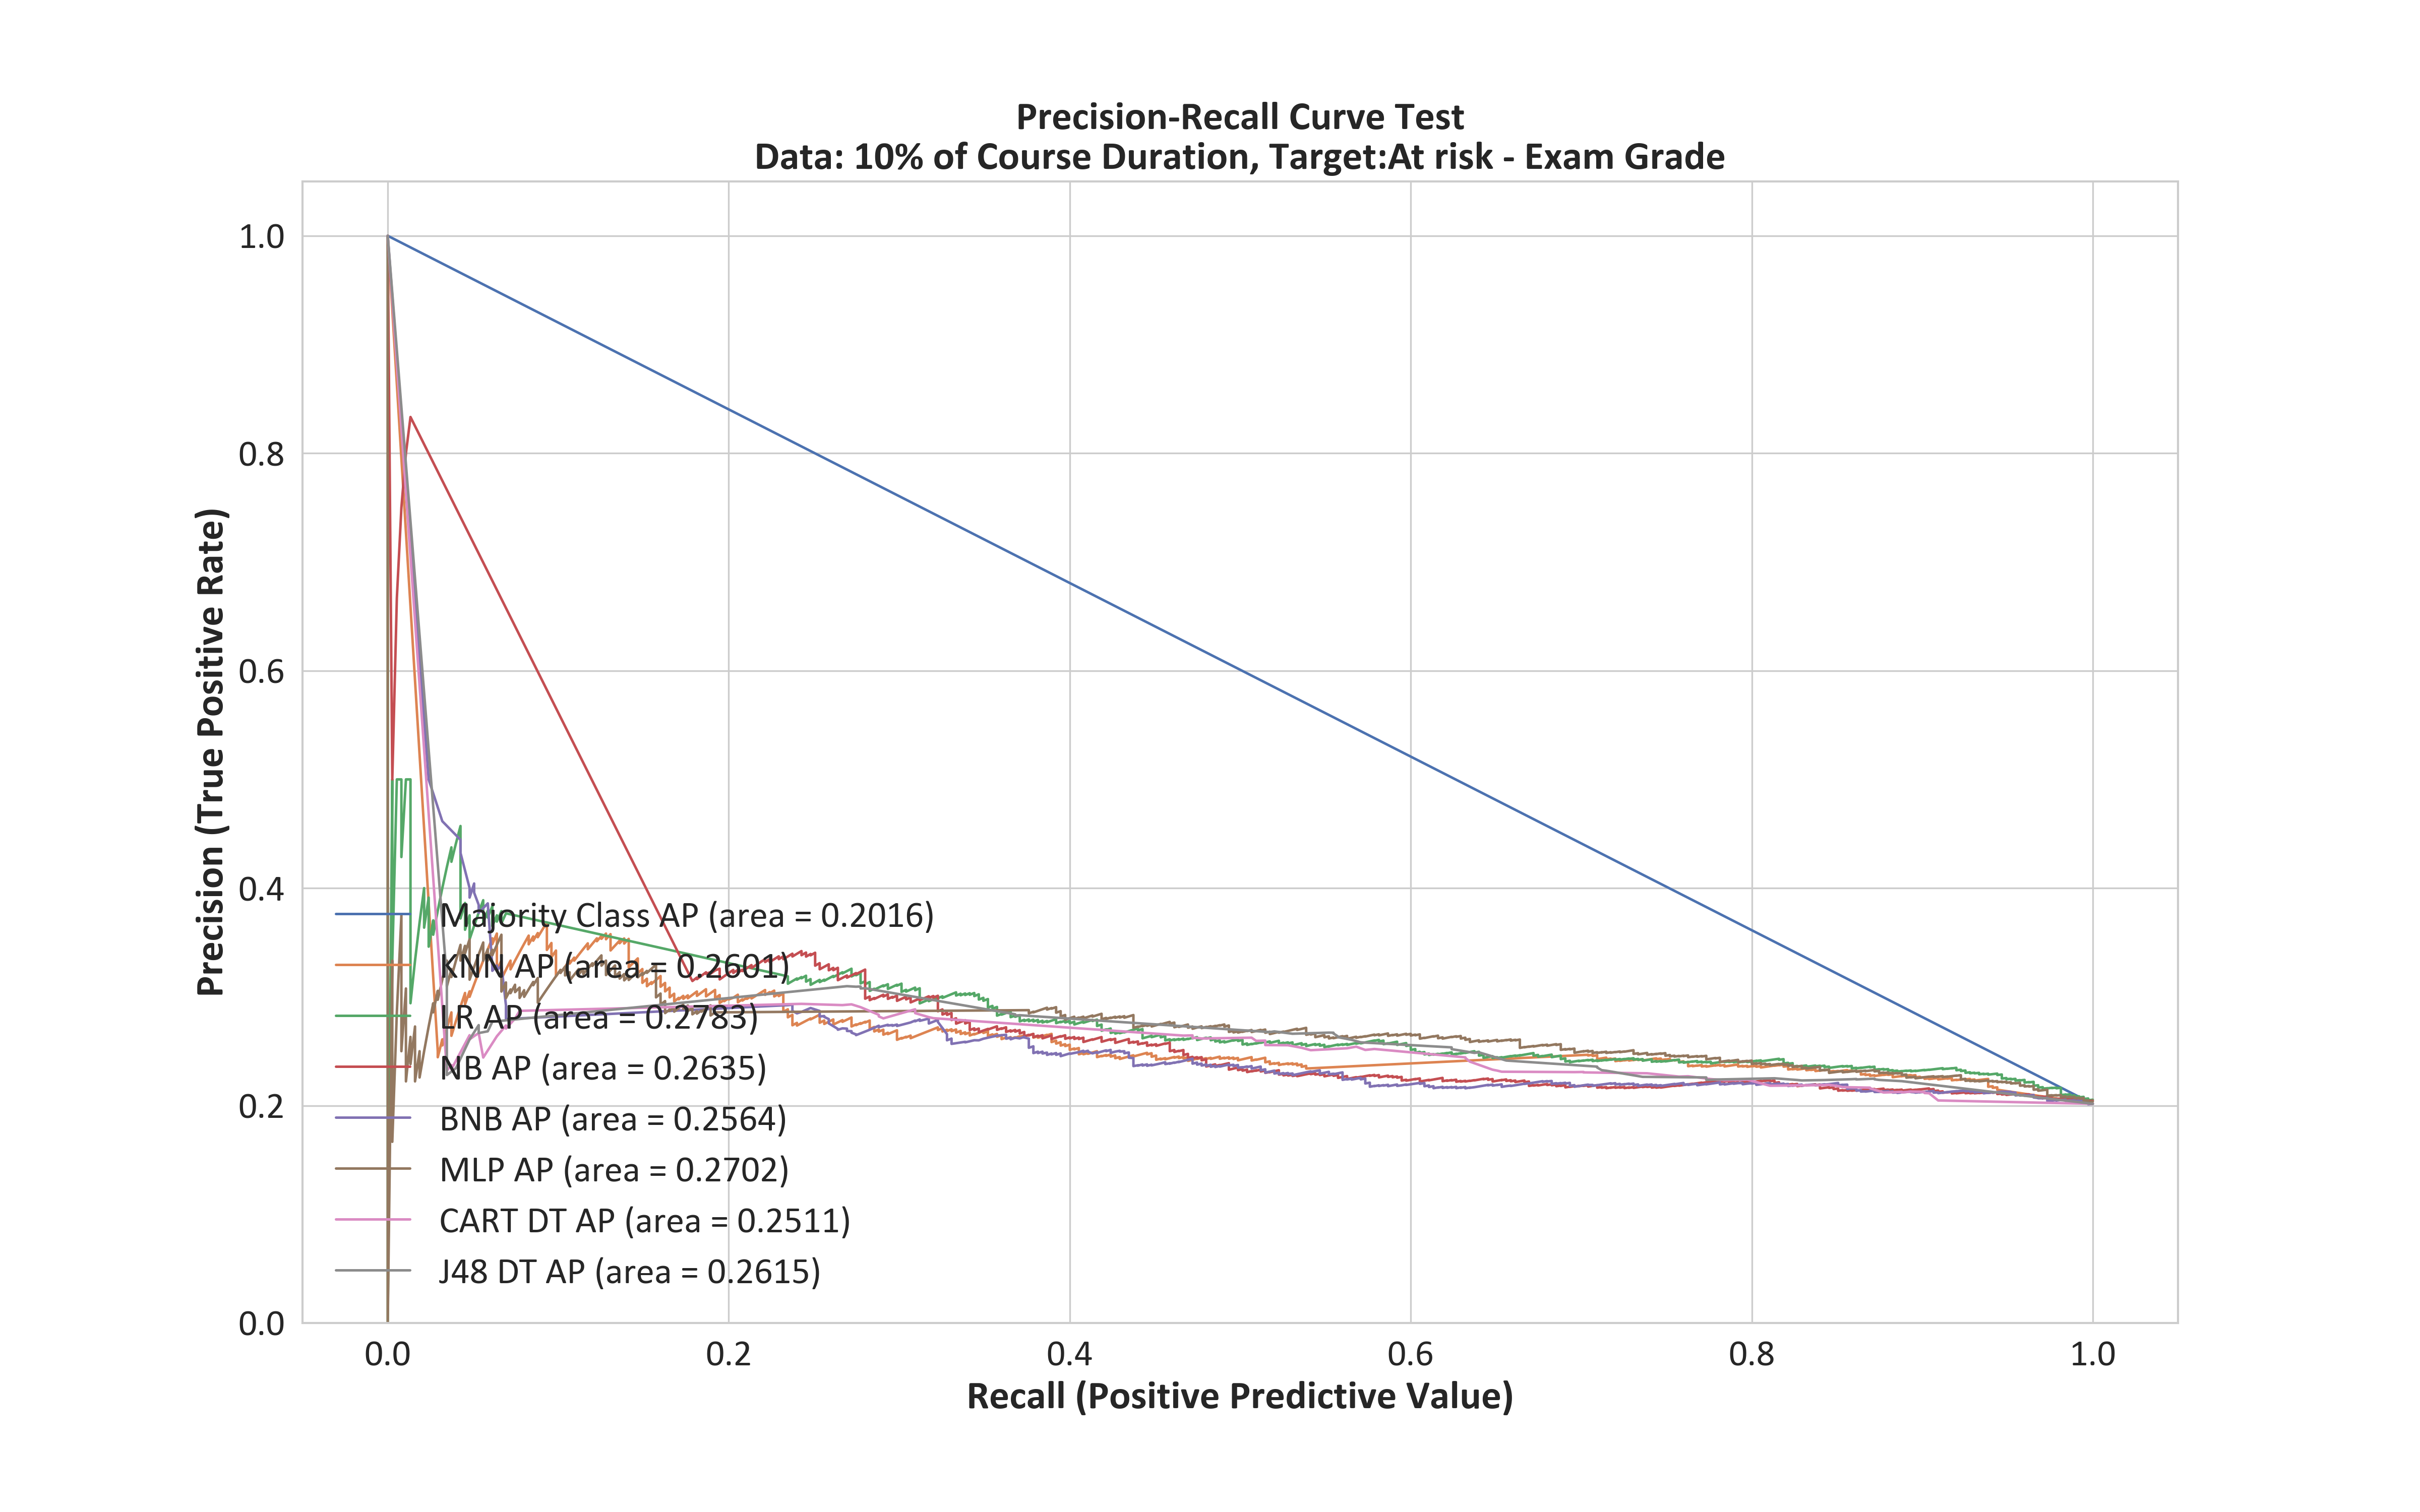 Precision-Recall Curve Test
Data: 10% of Course Duration, Target:At risk - Exam Grade
Precision (True Positive Rate)
1.0
0.8
0.6
0.4
0.2
0.0
Majority Class AP (area = 0.2016)
KNN AP (area = 0.2601)
LR AP (area = 0.2783)
NB AP (area = 0.2635)
BNB AP (area = 0.2564)
MLP AP (area = 0.2702)
CART DT AP (area = 0.2511)
J48 DT AP (area = 0.2615)
0.0 0.2 0.4 0.6 0.8 1.0
Recall (Positive Predictive Value)